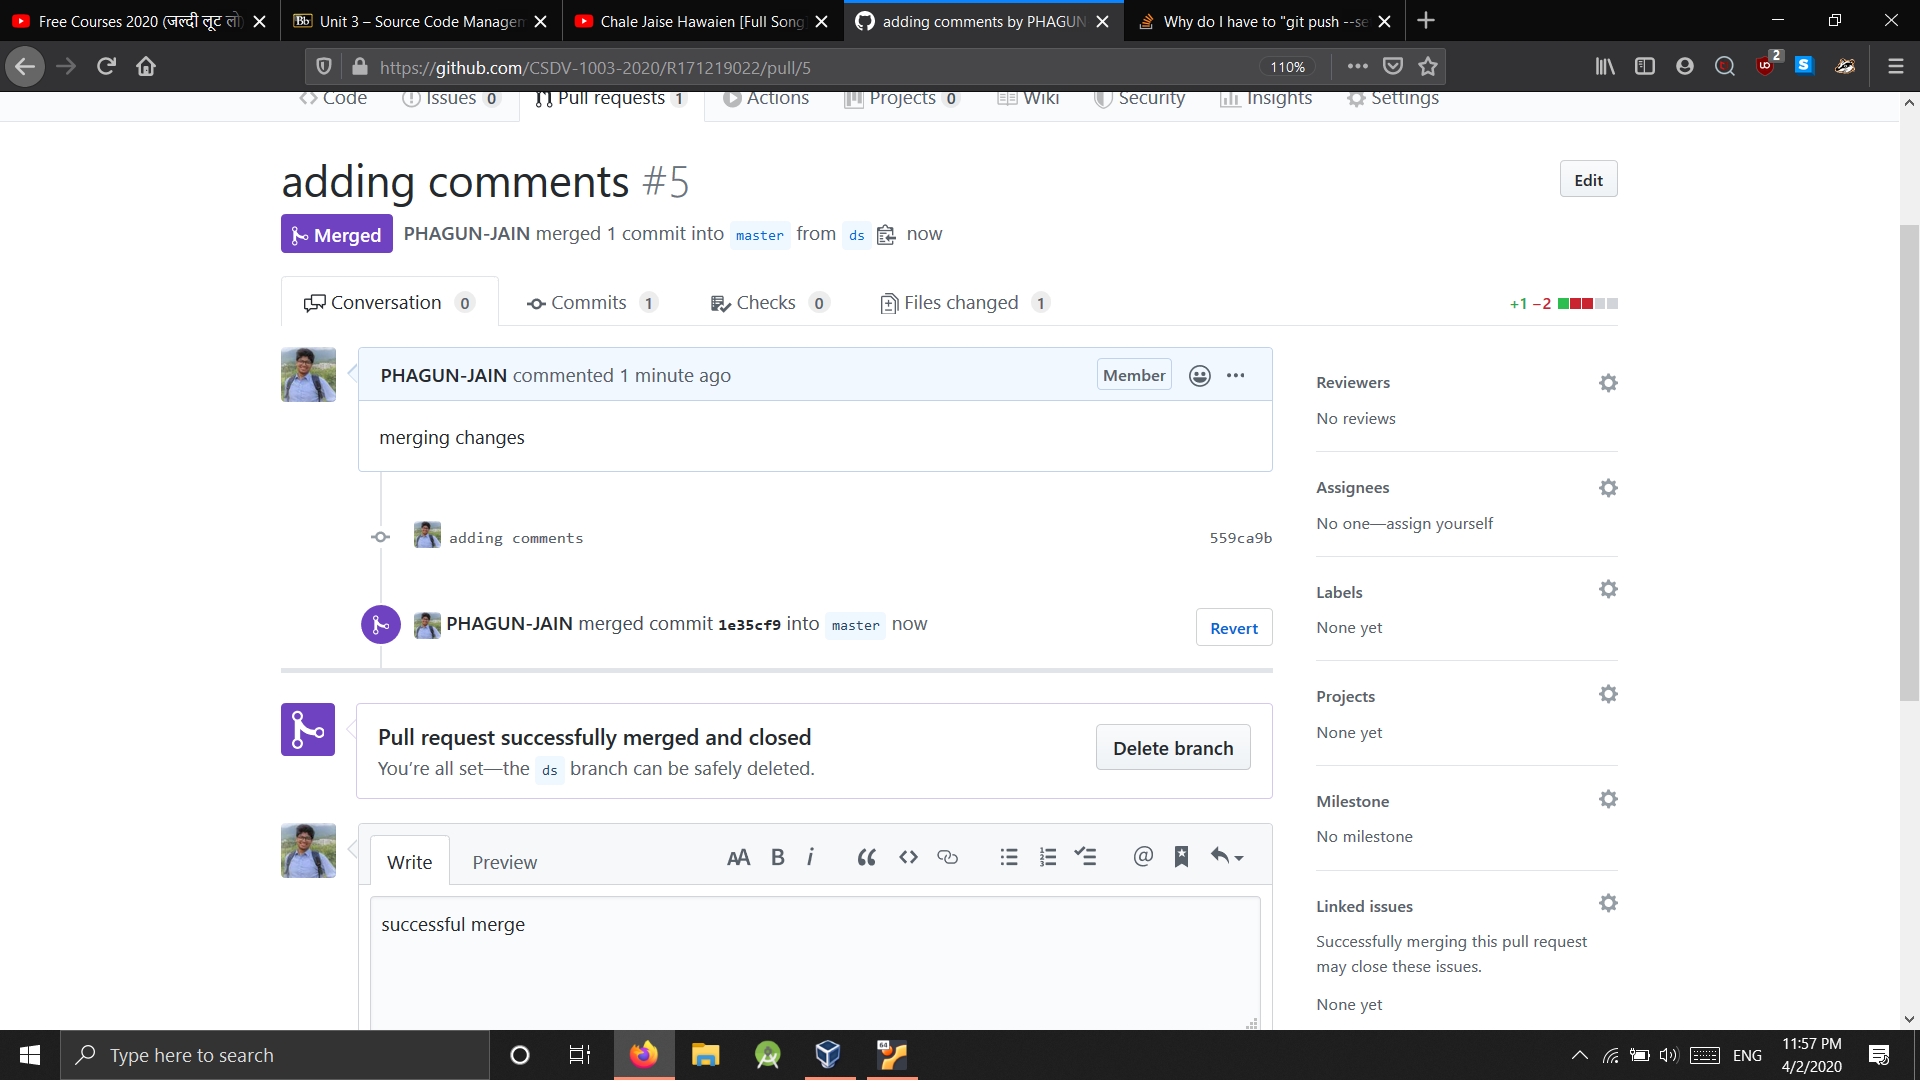 Free Courses 2020 (जल्दी लूट लो
Unit 3 – Source Code Managem
Chale Jaise Hawaien [Full Song
adding comments by PHAGUN
Why do I have to "git push --se
https://github.com/CSDV-1003-2020/R171219022/pull/5
110%
2
Code
Issues 0
Pull requests 1
Actions
Projects 0
Wiki
Security
Insights
Settings
adding comments #5
Edit
Merged
PHAGUN-JAIN merged 1 commit into master from ds now
Conversation 0
Commits 1
Checks 0
Files changed 1
+1 −2
PHAGUN-JAIN commented 1 minute ago
Member
merging changes
adding comments
559ca9b
PHAGUN-JAIN merged commit 1e35cf9 into master now
Revert
Pull request successfully merged and closed
You're all set—the ds branch can be safely deleted.
Delete branch
Write
Preview
successful merge
Reviewers
No reviews
Assignees
No one—assign yourself
Labels
None yet
Projects
None yet
Milestone
No milestone
Linked issues
Successfully merging this pull request
may close these issues.
None yet
Type here to search
ENG
11:57 PM
4/2/2020